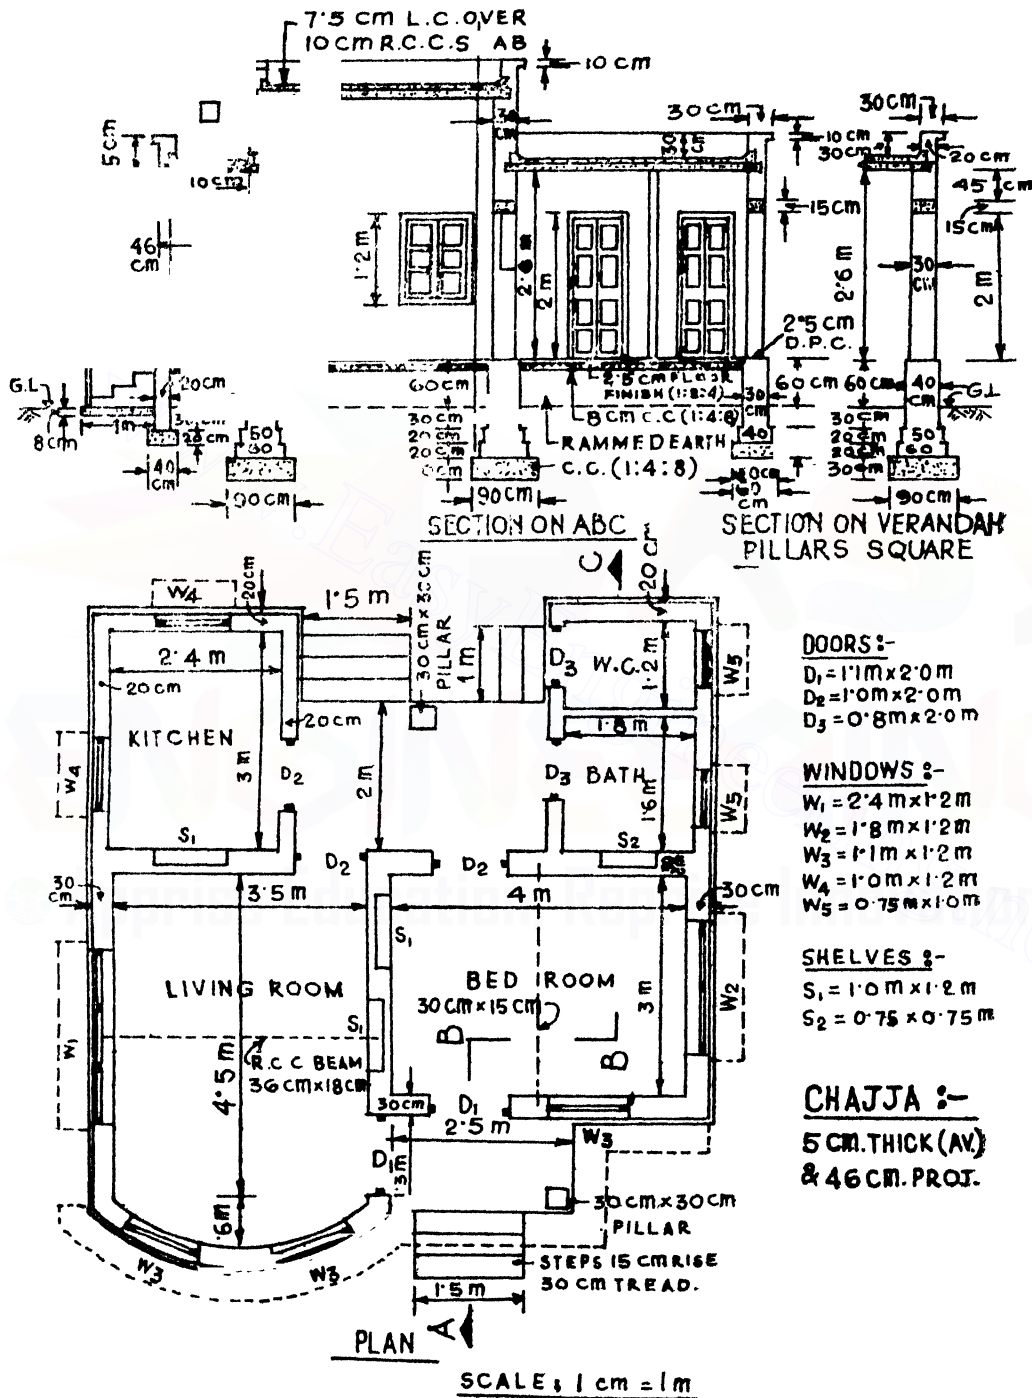 7.5 cm L.C. OVER
10 cm R.C.C.S AB
10 cm
5 cm
10 cm
46
cm
1.2 m
30
cm
30
cm
2.6 m
2 m
30 cm
10 cm
30 cm
15 cm
2.6 m
30 cm
20 cm
45 cm
15 cm
30
2 m
2.5 cm
D.P.C.
G.L
20 cm
8 cm
1 m
40
cm
50
90 cm
60 cm
30 cm
20 cm
20 cm
2.5 CM FLOOR
FINISH
8 cm C.C (1:4:8)
RAMMED EARTH
C.C. (1:4:8)
90 cm
30
cm
40
60 cm
60 cm
40
cm
G.L
30 cm
20 cm
20 cm
30 cm
50
60
90 cm
SECTION ON ABC
SECTION ON VERANDAH
PILLARS SQUARE
C
W4
20 cm
1.5 m
30 cm x 30 cm
PILLAR
1 m
20 cm
2.4 m
D3
W.C.
1.2 m
W5
20 cm
20 cm
KITCHEN
3 m
D2
2 m
1.8 m
W4
D3
BATH
1.6 m
W5
S1
D2
D2
S2
30
cm
3.5 m
4 m
30 cm
S1
LIVING ROOM
BED ROOM
30 cm x 15 cm
3 m
W2
S1
W1
R.C.C BEAM
36 cm x 18 cm
B
B
4.5 m
30 cm
D1
2.5 m
W3
D1
1.3 m
.6 m
30 cm x 30 cm
PILLAR
W3
W3
STEPS 15 CM RISE
30 CM TREAD.
1.5 m
A
PLAN
SCALE: 1 cm = 1 m
DOORS :-
D1 = 1.1 m x 2.0 m
D2 = 1.0 m x 2.0 m
D3 = 0.8 m x 2.0 m
WINDOWS :-
W1 = 2.4 m x 1.2 m
W2 = 1.8 m x 1.2 m
W3 = 1.1 m x 1.2 m
W4 = 1.0 m x 1.2 m
W5 = 0.75 m x 1.0 m
SHELVES :-
S1 = 1.0 m x 1.2 m
S2 = 0.75 x 0.75 m
CHAJJA :-
5 CM. THICK (AV.)
& 46 CM. PROJ.